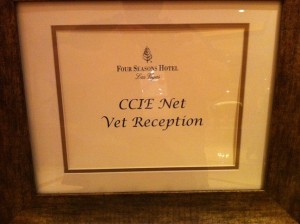 FOUR SEASONS HOTEL
Las Vegas
CCIE Net
Vet Reception